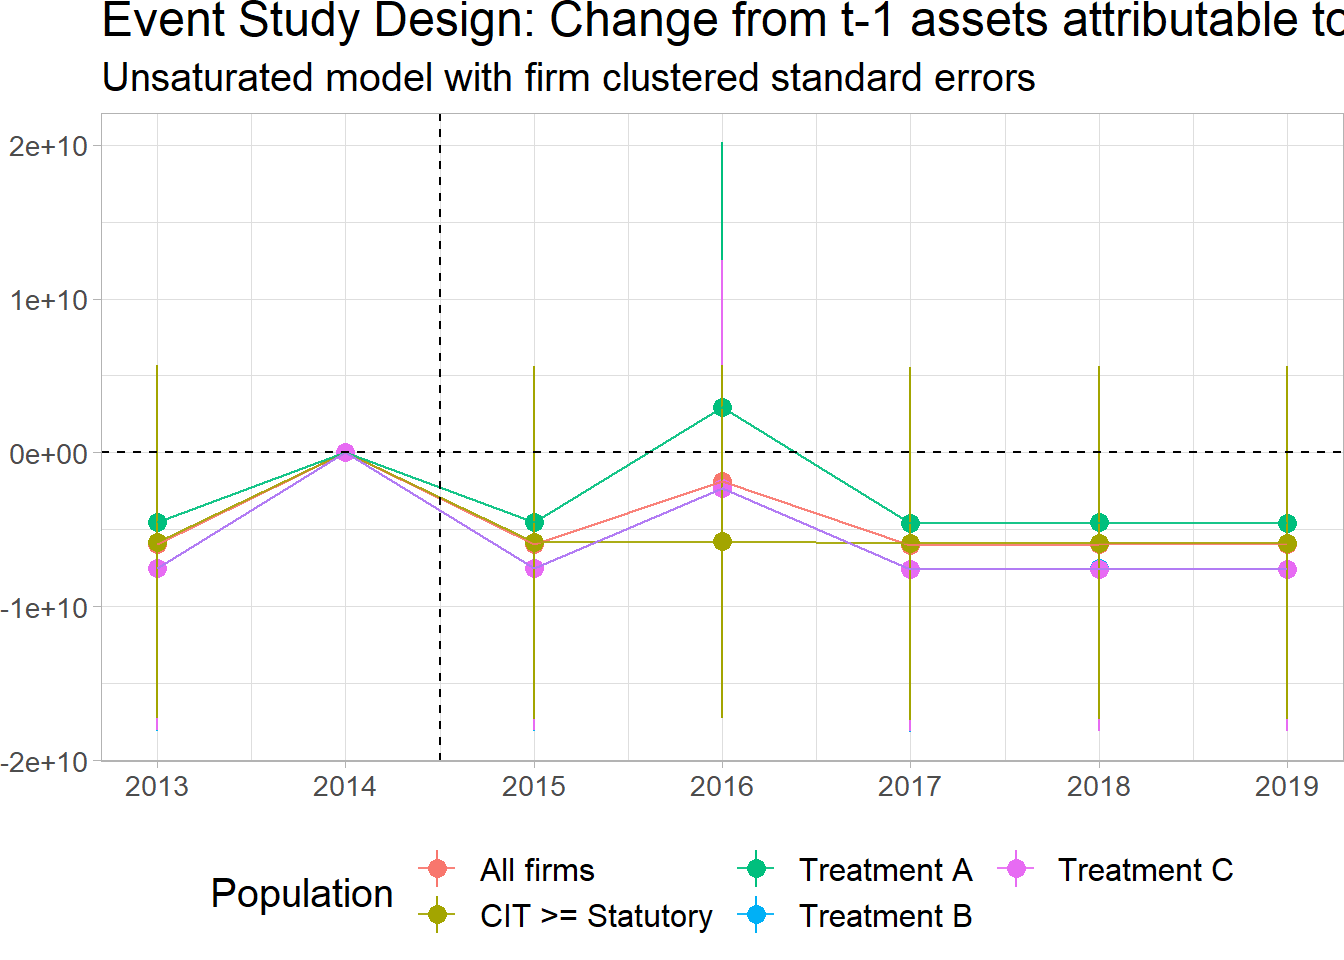 Event Study Design: Change from t-1 assets attributable to
Unsaturated model with firm clustered standard errors
2e+10
1e+10
0e+00
-1e+10
-2e+10
2013 2014 2015 2016 2017 2018 2019
Population
All firms
CIT >= Statutory
Treatment A
Treatment B
Treatment C